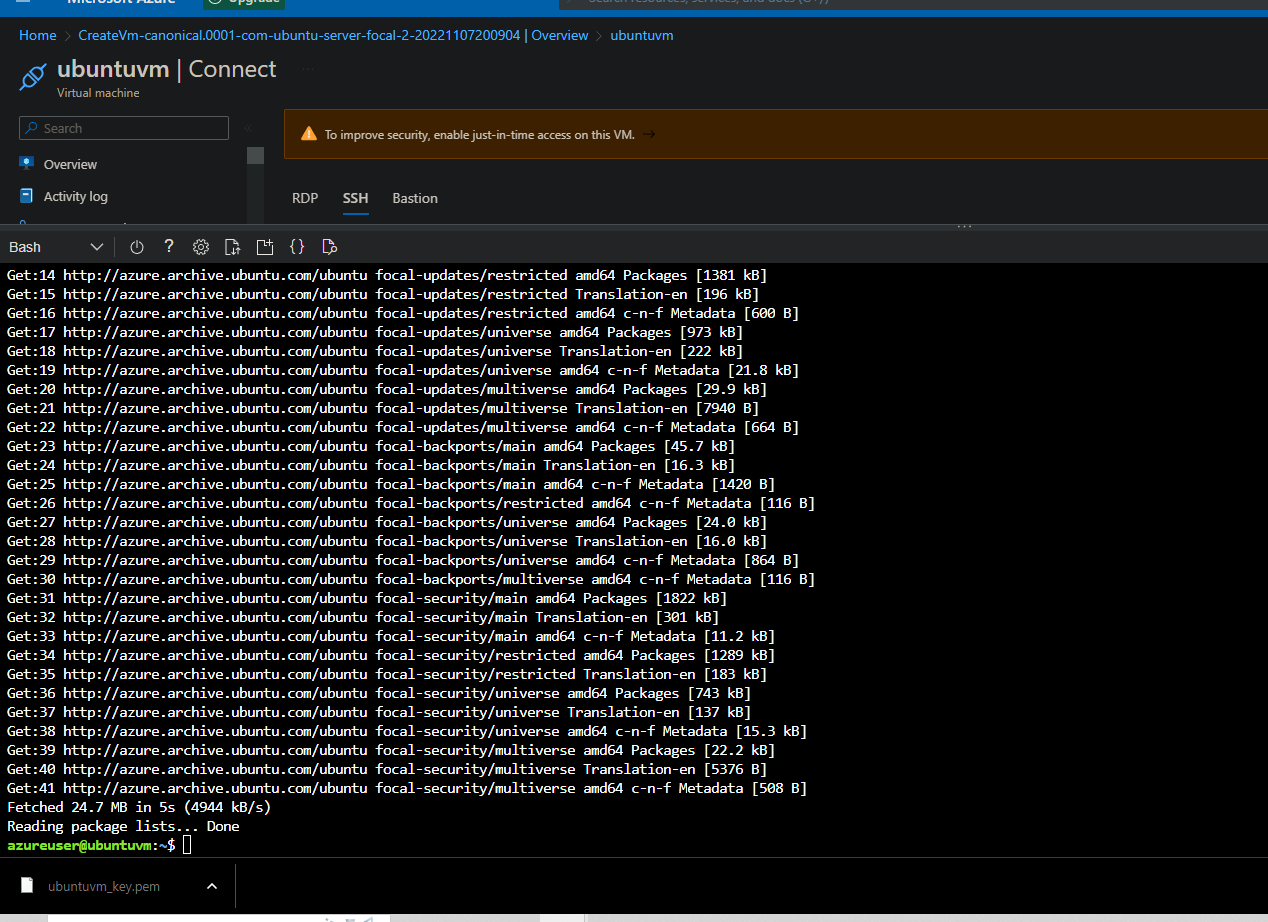 Microsoft Azure
Upgrade
Search resources, services, and docs (G+/)
Home > CreateVm-canonical.0001-com-ubuntu-server-focal-2-20221107200904 | Overview > ubuntuvm
ubuntuvm | Connect ...
Virtual machine
Search
To improve security, enable just-in-time access on this VM. →
Overview
Activity log
RDP SSH Bastion
Bash
Get:14 http://azure.archive.ubuntu.com/ubuntu focal-updates/restricted amd64 Packages [1381 kB]
Get:15 http://azure.archive.ubuntu.com/ubuntu focal-updates/restricted Translation-en [196 kB]
Get:16 http://azure.archive.ubuntu.com/ubuntu focal-updates/restricted amd64 c-n-f Metadata [600 B]
Get:17 http://azure.archive.ubuntu.com/ubuntu focal-updates/universe amd64 Packages [973 kB]
Get:18 http://azure.archive.ubuntu.com/ubuntu focal-updates/universe Translation-en [222 kB]
Get:19 http://azure.archive.ubuntu.com/ubuntu focal-updates/universe amd64 c-n-f Metadata [21.8 kB]
Get:20 http://azure.archive.ubuntu.com/ubuntu focal-updates/multiverse amd64 Packages [29.9 kB]
Get:21 http://azure.archive.ubuntu.com/ubuntu focal-updates/multiverse Translation-en [7940 B]
Get:22 http://azure.archive.ubuntu.com/ubuntu focal-updates/multiverse amd64 c-n-f Metadata [664 B]
Get:23 http://azure.archive.ubuntu.com/ubuntu focal-backports/main amd64 Packages [45.7 kB]
Get:24 http://azure.archive.ubuntu.com/ubuntu focal-backports/main Translation-en [16.3 kB]
Get:25 http://azure.archive.ubuntu.com/ubuntu focal-backports/main amd64 c-n-f Metadata [1420 B]
Get:26 http://azure.archive.ubuntu.com/ubuntu focal-backports/restricted amd64 c-n-f Metadata [116 B]
Get:27 http://azure.archive.ubuntu.com/ubuntu focal-backports/universe amd64 Packages [24.0 kB]
Get:28 http://azure.archive.ubuntu.com/ubuntu focal-backports/universe Translation-en [16.0 kB]
Get:29 http://azure.archive.ubuntu.com/ubuntu focal-backports/universe amd64 c-n-f Metadata [864 B]
Get:30 http://azure.archive.ubuntu.com/ubuntu focal-backports/multiverse amd64 c-n-f Metadata [116 B]
Get:31 http://azure.archive.ubuntu.com/ubuntu focal-security/main amd64 Packages [1822 kB]
Get:32 http://azure.archive.ubuntu.com/ubuntu focal-security/main Translation-en [301 kB]
Get:33 http://azure.archive.ubuntu.com/ubuntu focal-security/main amd64 c-n-f Metadata [11.2 kB]
Get:34 http://azure.archive.ubuntu.com/ubuntu focal-security/restricted amd64 Packages [1289 kB]
Get:35 http://azure.archive.ubuntu.com/ubuntu focal-security/restricted Translation-en [183 kB]
Get:36 http://azure.archive.ubuntu.com/ubuntu focal-security/universe amd64 Packages [743 kB]
Get:37 http://azure.archive.ubuntu.com/ubuntu focal-security/universe Translation-en [137 kB]
Get:38 http://azure.archive.ubuntu.com/ubuntu focal-security/universe amd64 c-n-f Metadata [15.3 kB]
Get:39 http://azure.archive.ubuntu.com/ubuntu focal-security/multiverse amd64 Packages [22.2 kB]
Get:40 http://azure.archive.ubuntu.com/ubuntu focal-security/multiverse Translation-en [5376 B]
Get:41 http://azure.archive.ubuntu.com/ubuntu focal-security/multiverse amd64 c-n-f Metadata [508 B]
Fetched 24.7 MB in 5s (4944 kB/s)
Reading package lists... Done
azureuser@ubuntuvm:~$
ubuntuvm_key.pem